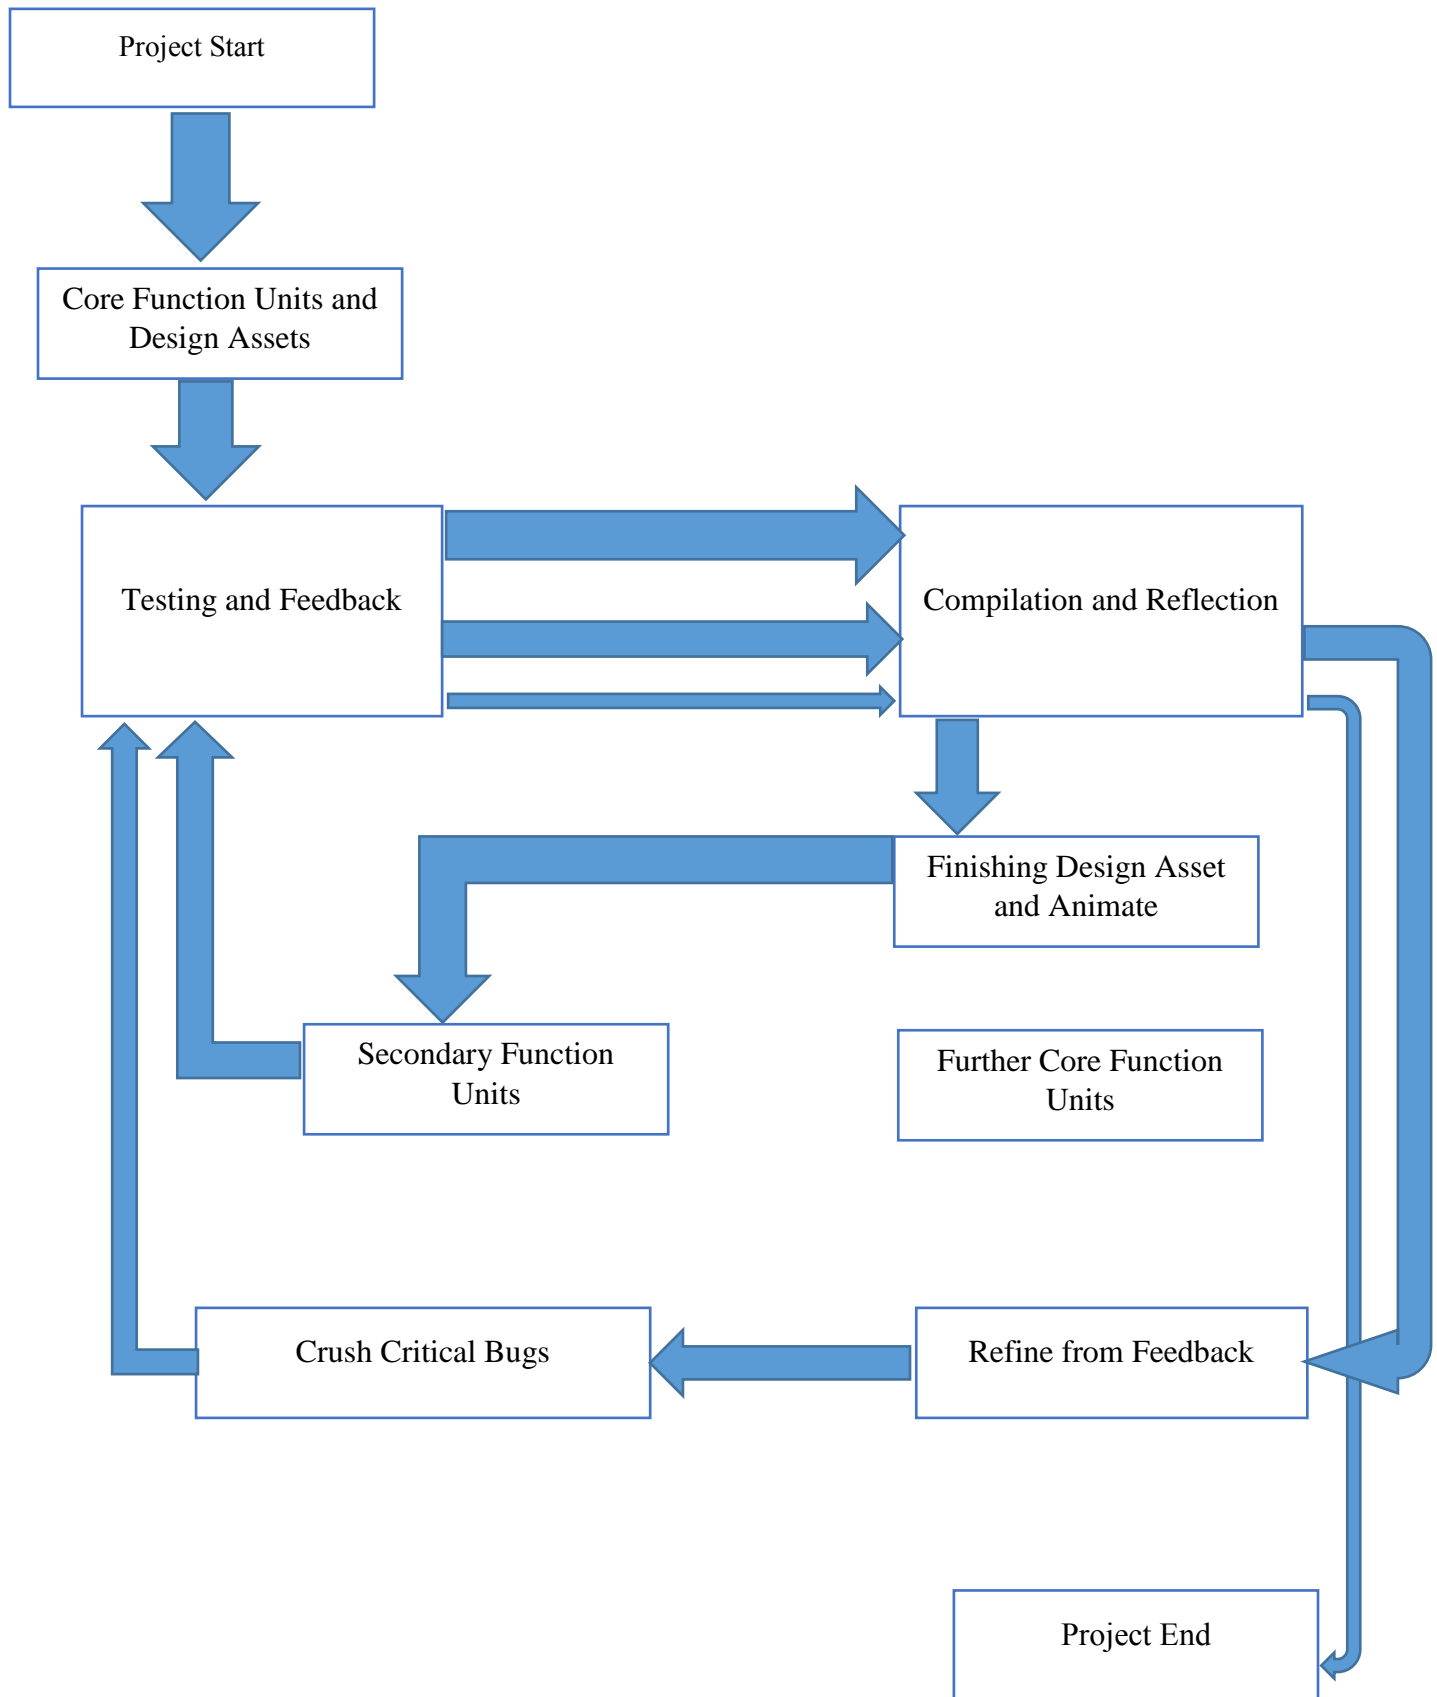 Project Start
Core Function Units and
Design Assets
Testing and Feedback
Compilation and Reflection
Finishing Design Asset
and Animate
Secondary Function
Units
Further Core Function
Units
Crush Critical Bugs
Refine from Feedback
Project End